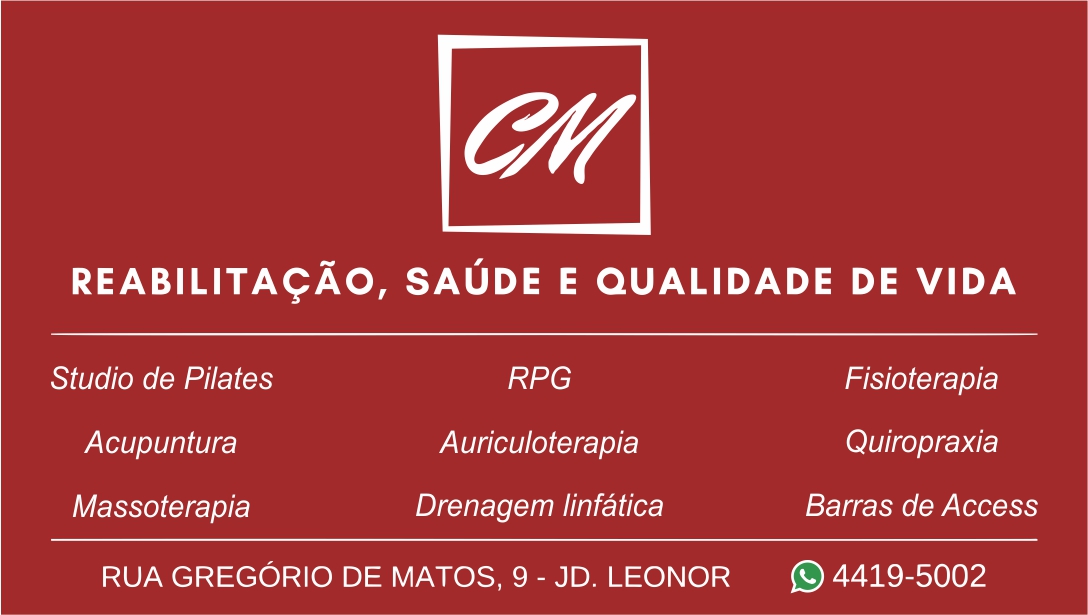 CM
REABILITAÇÃO, SAÚDE E QUALIDADE DE VIDA
Studio de Pilates RPG Fisioterapia
Acupuntura Auriculoterapia Quiropraxia
Massoterapia Drenagem linfática Barras de Access
RUA GREGÓRIO DE MATOS, 9 - JD. LEONOR 4419-5002